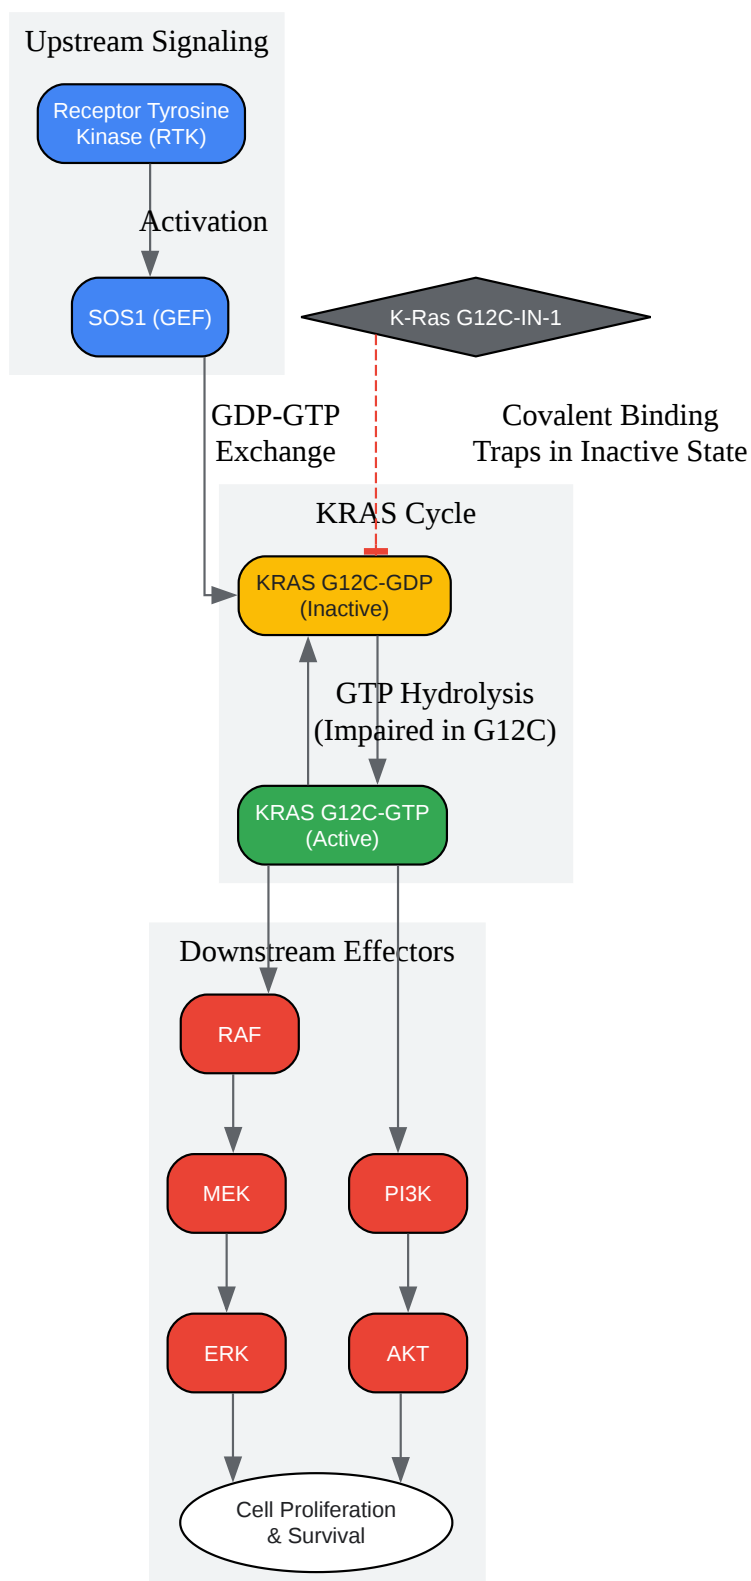 Upstream Signaling
Receptor Tyrosine
Kinase (RTK)
Activation
SOS1 (GEF)
K-Ras G12C-IN-1
GDP-GTP
Exchange
Covalent Binding
Traps in Inactive State
KRAS Cycle
KRAS G12C-GDP
(Inactive)
GTP Hydrolysis
(Impaired in G12C)
KRAS G12C-GTP
(Active)
Downstream Effectors
RAF
MEK
PI3K
ERK
AKT
Cell Proliferation
& Survival